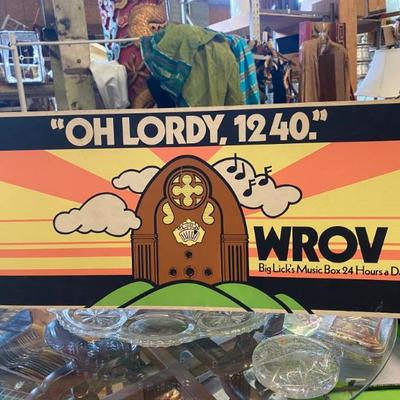 "OH LORDY, 1240."
WROV
Big Lick's Music Box 24 Hours a D